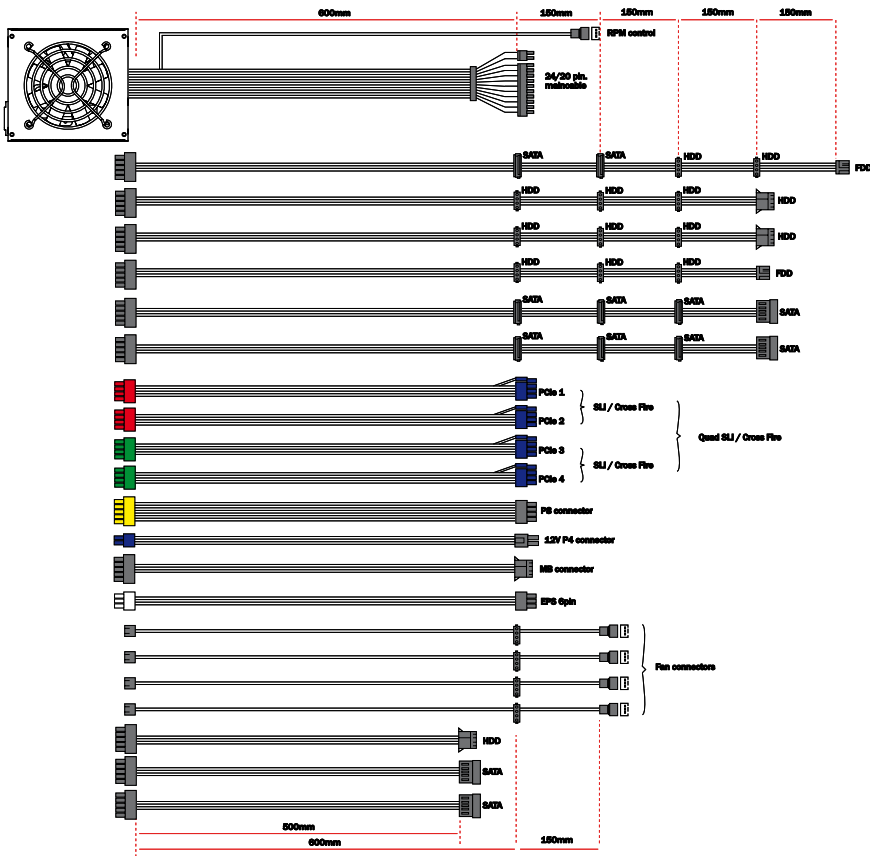 600mm 150mm 150mm 150mm 150mm
RPM control
24/20 pin.
mainoable
SATA SATA HDD HDD FDD
HDD HDD HDD HDD
HDD HDD HDD HDD
HDD HDD HDD FDD
SATA SATA SATA SATA
SATA SATA SATA SATA
PCIe 1
SLI / Cross Fire
PCIe 2
Quad SLI / Cross Fire
PCIe 3
SLI / Cross Fire
PCIe 4
PS connector
12V P4 connector
MB connector
EPS 6pin
Fan connectors
HDD
SATA
SATA
500mm
600mm 150mm